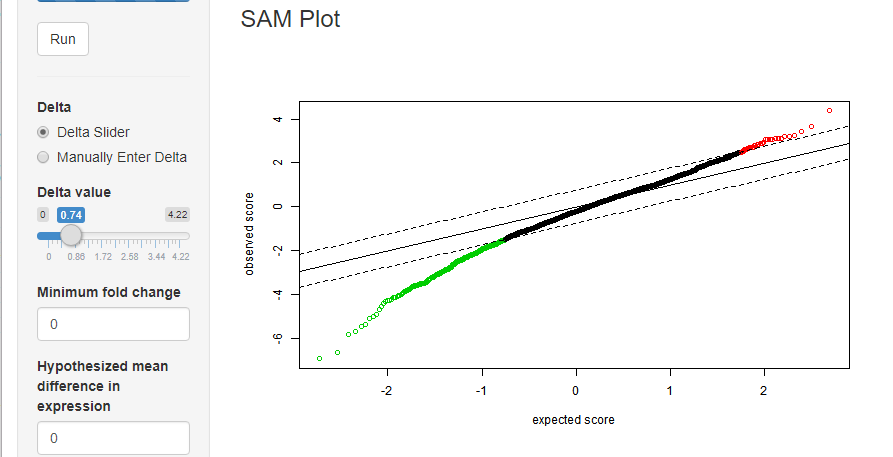 SAM Plot
Run
Delta
Delta Slider
Manually Enter Delta
Delta value
0 0.74 4.22
0 0.86 1.72 2.58 3.44 4.22
Minimum fold change
0
Hypothesized mean
difference in
expression
0
observed score
4
2
0
-2
-4
-6
-2 -1 0 1 2
expected score